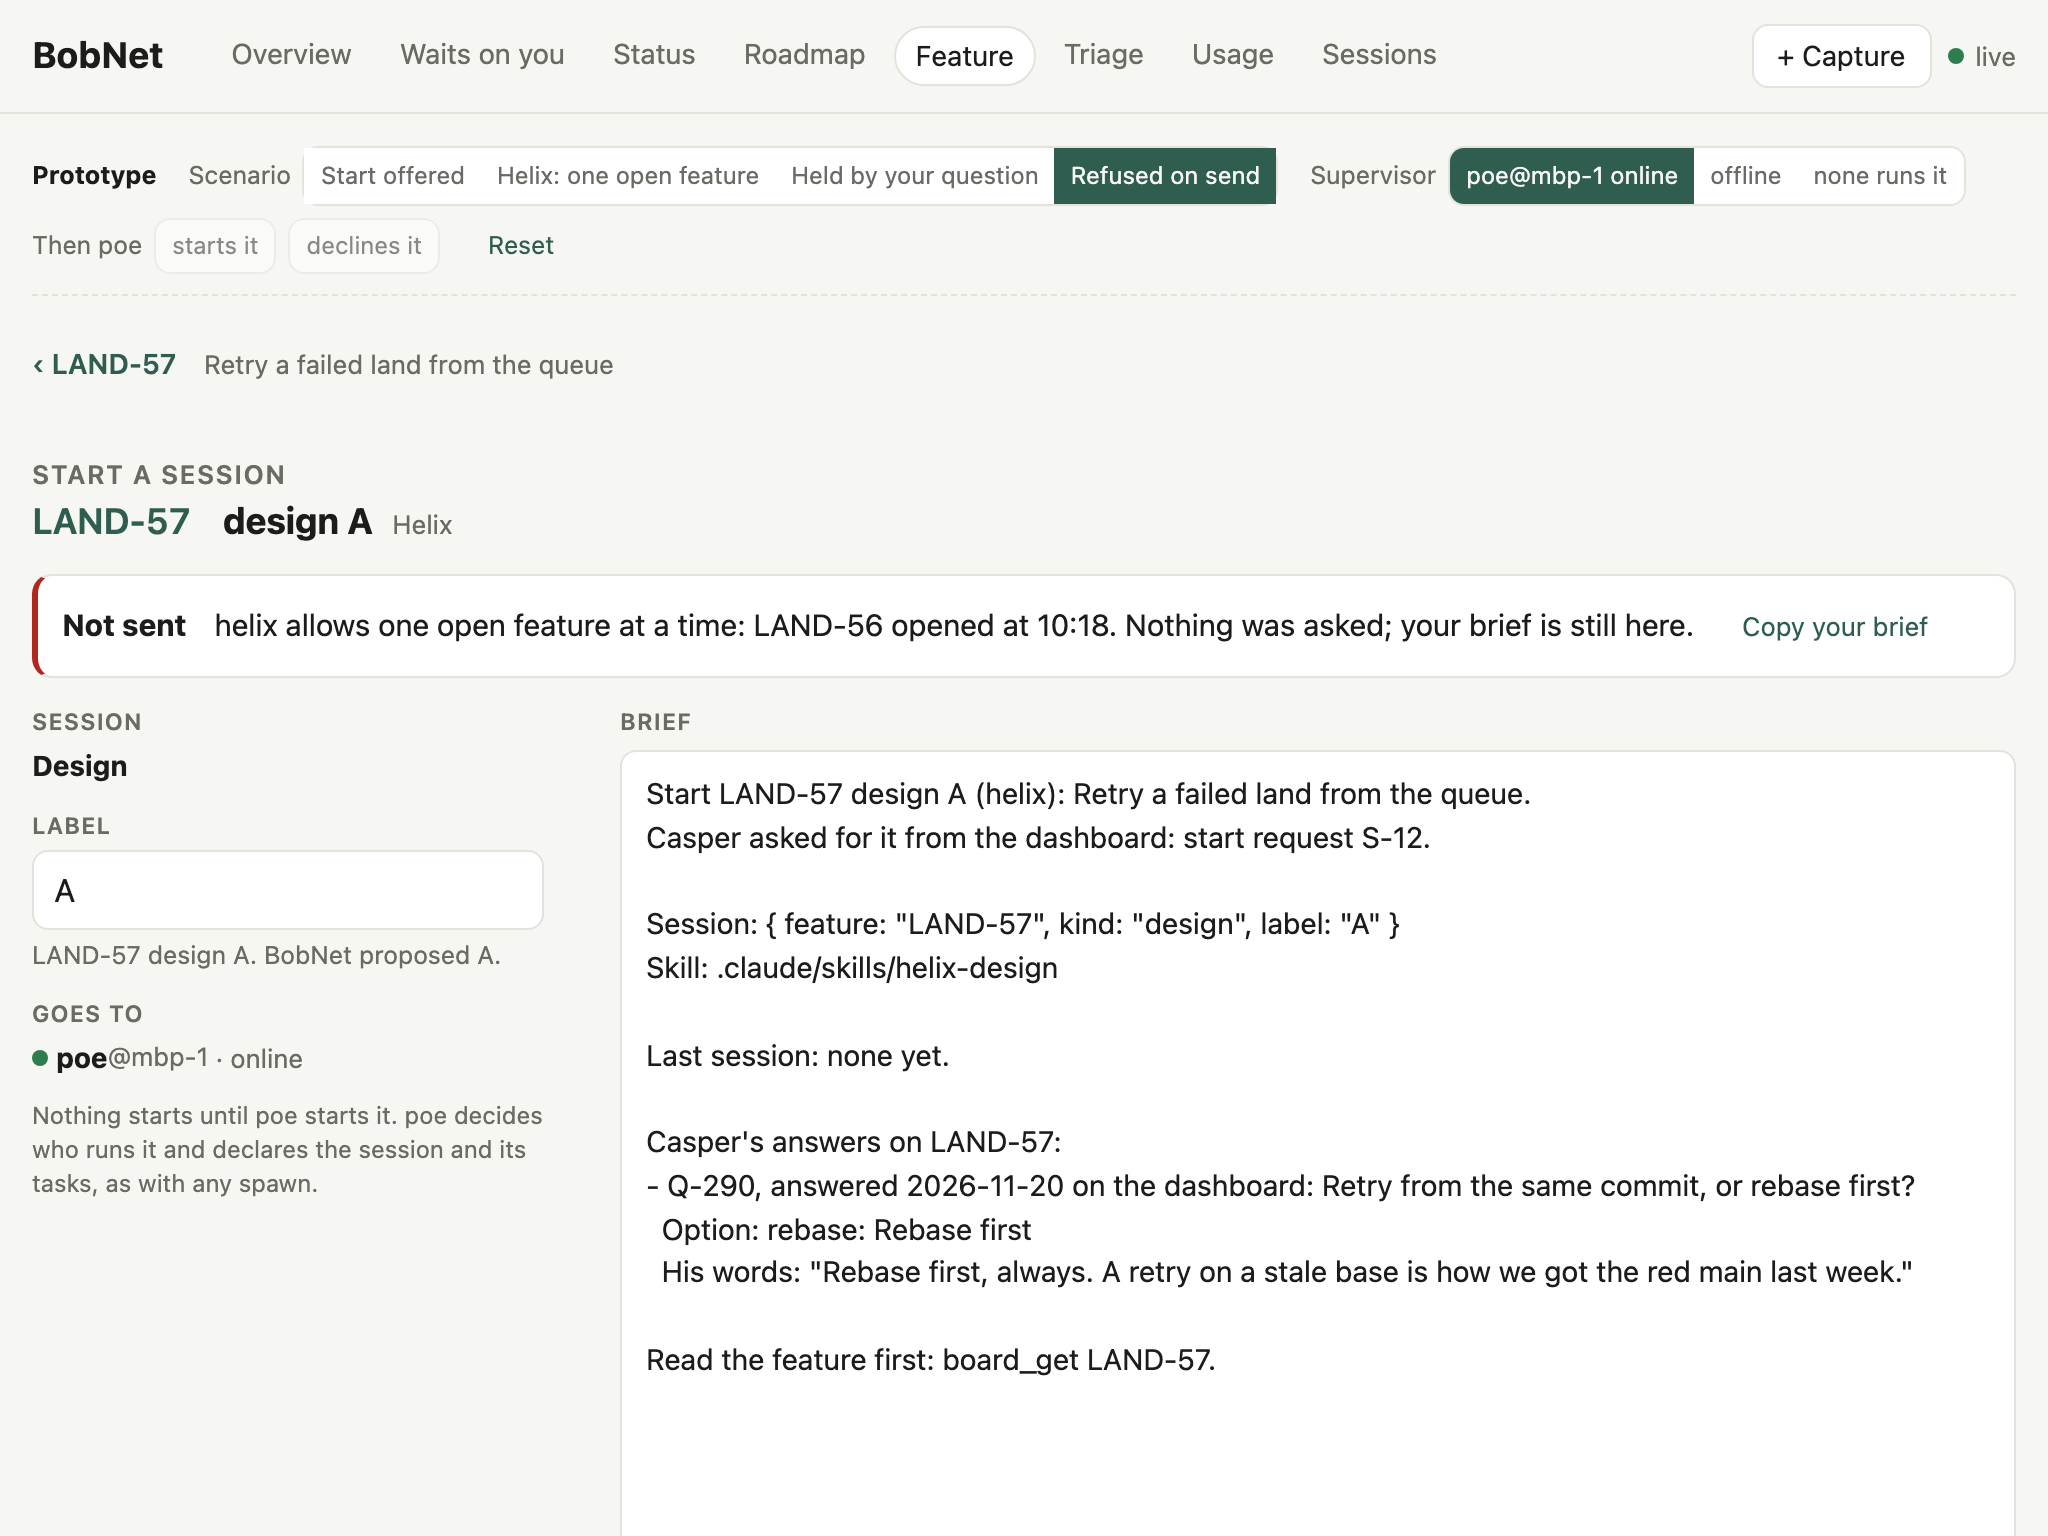 BobNet Overview Waits on you Status Roadmap Feature Triage Usage Sessions + Capture live
Prototype Scenario Start offered Helix: one open feature Held by your question Refused on send Supervisor poe@mbp-1 online offline none runs it
Then poe starts it declines it Reset
‹ LAND-57 Retry a failed land from the queue
START A SESSION
LAND-57 design A Helix
Not sent helix allows one open feature at a time: LAND-56 opened at 10:18. Nothing was asked; your brief is still here. Copy your brief
SESSION
Design
LABEL
A
LAND-57 design A. BobNet proposed A.
GOES TO
poe@mbp-1 · online
Nothing starts until poe starts it. poe decides
who runs it and declares the session and its
tasks, as with any spawn.
BRIEF
Start LAND-57 design A (helix): Retry a failed land from the queue.
Casper asked for it from the dashboard: start request S-12.
Session: { feature: "LAND-57", kind: "design", label: "A" }
Skill: .claude/skills/helix-design
Last session: none yet.
Casper's answers on LAND-57:
- Q-290, answered 2026-11-20 on the dashboard: Retry from the same commit, or rebase first?
Option: rebase: Rebase first
His words: "Rebase first, always. A retry on a stale base is how we got the red main last week."
Read the feature first: board_get LAND-57.